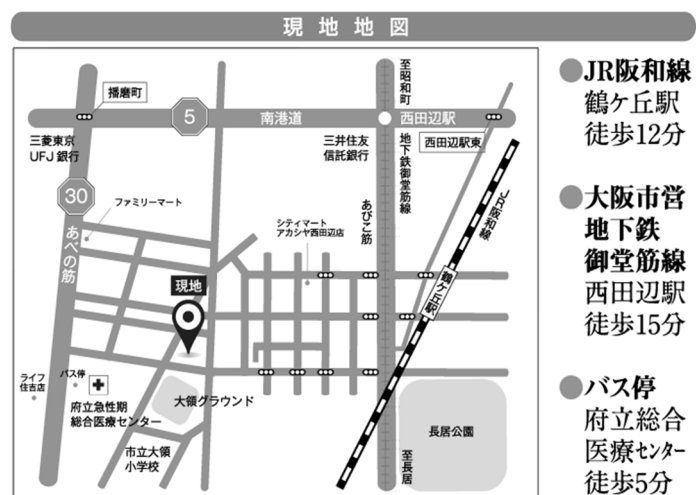 現地地図
播磨町
5
南港道
西田辺駅
至昭和町
三菱東京
UFJ銀行
三井住友
信託銀行
西田辺駅東
地下鉄御堂筋線
30
ファミリーマート
あべの筋
シティマート
アカシヤ西田辺店
あびこ筋
JR阪和線
鶴ケ丘駅
現地
ライフ
住吉店
バス停
府立急性期
総合医療センター
大領グラウンド
市立大領
小学校
長居公園
至長居
●JR阪和線
鶴ケ丘駅
徒歩12分
●大阪市営
地下鉄
御堂筋線
西田辺駅
徒歩15分
●バス停
府立総合
医療センター
徒歩5分